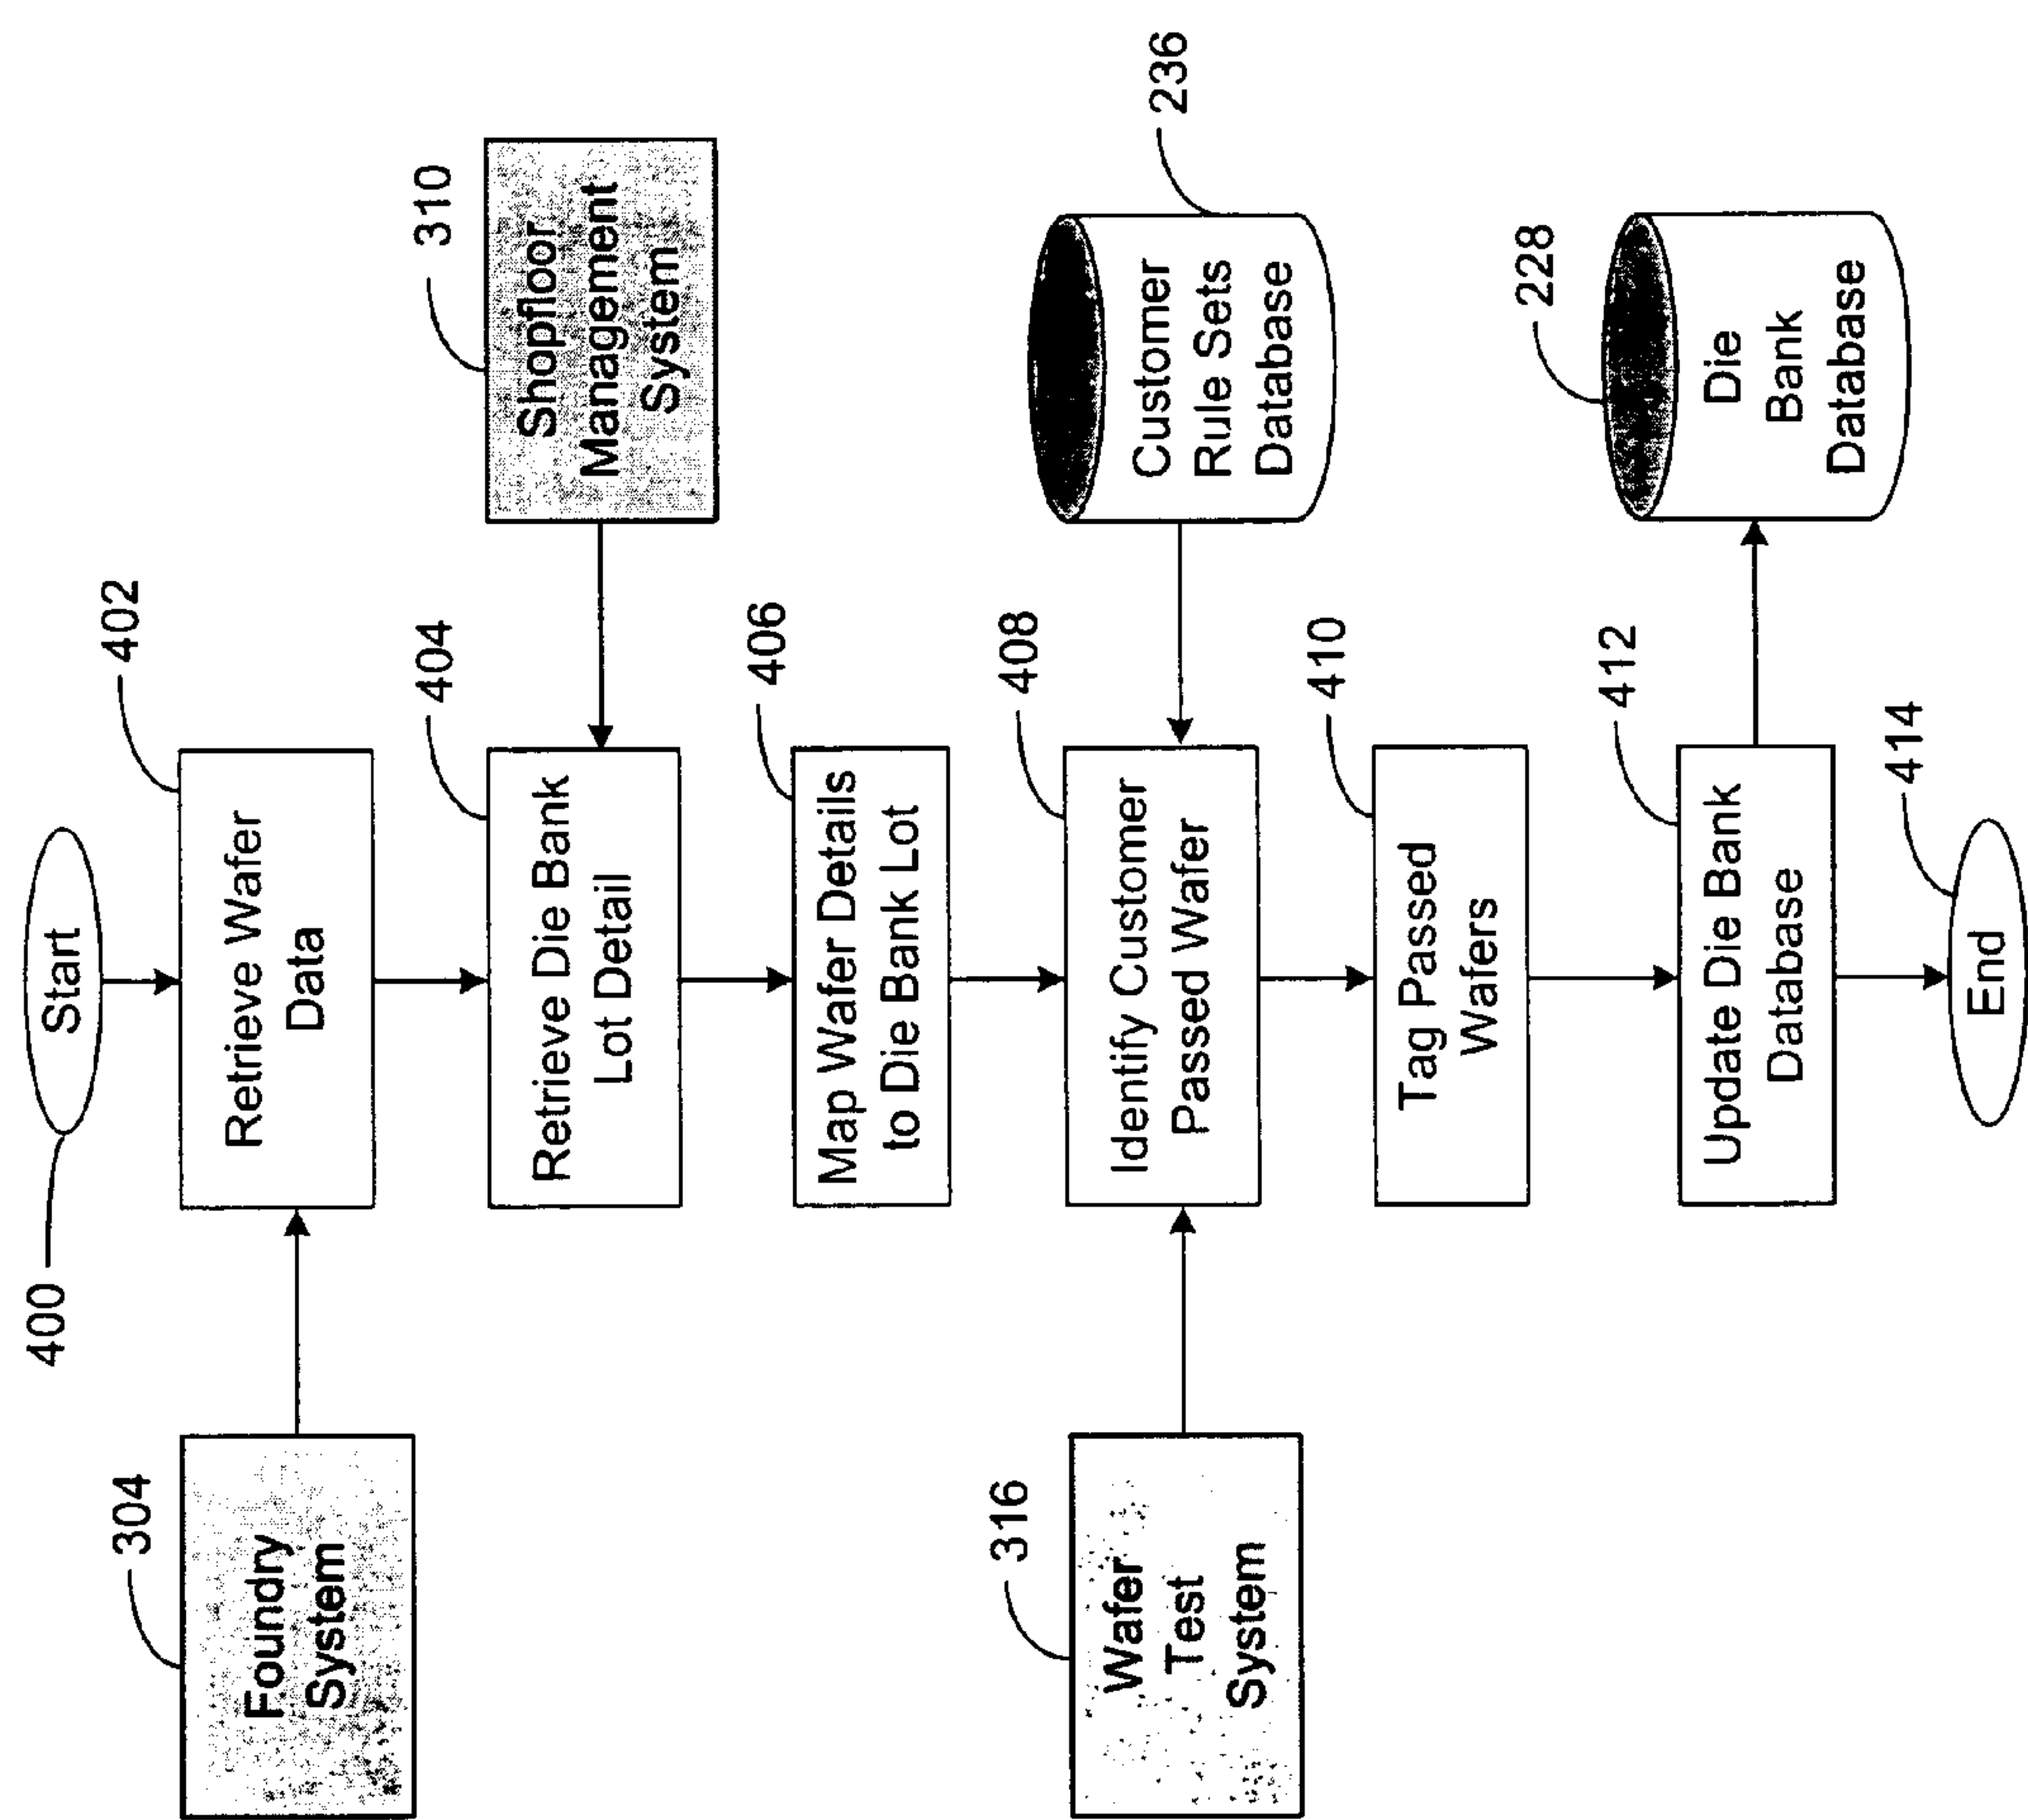 400
Start
402
Retrieve Wafer
Data
304
Foundry
System
404
Retrieve Die Bank
Lot Detail
310
Shopfloor
Management
System
406
Map Wafer Details
to Die Bank Lot
408
Identify Customer
Passed Wafer
316
Wafer
Test
System
236
Customer
Rule Sets
Database
410
Tag Passed
Wafers
412
Update Die Bank
Database
228
Die
Bank
Database
414
End